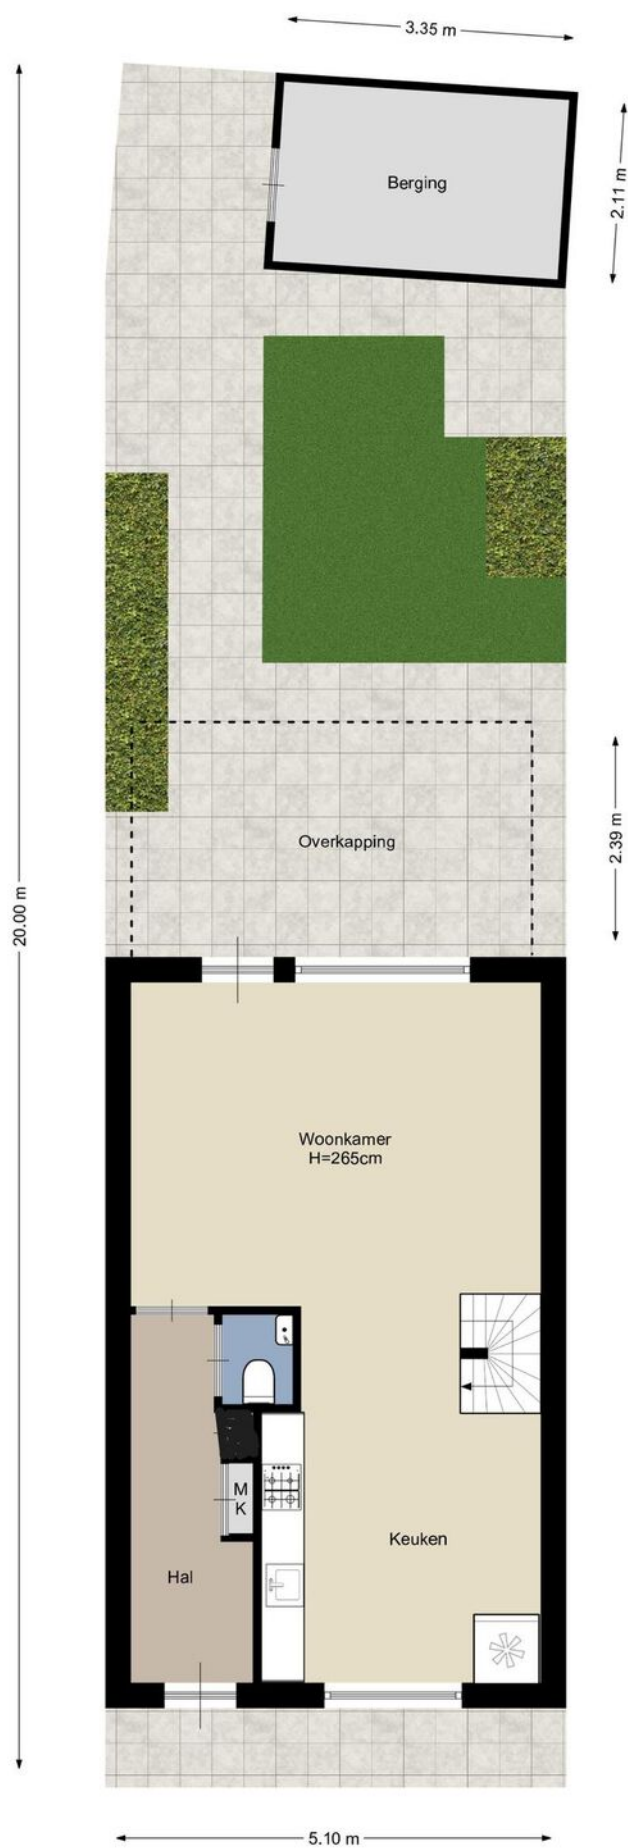 3.35 m
Berging
2.11 m
Overkapping
2.39 m
20.00 m
Woonkamer
H=265cm
M
K
Keuken
Hal
5.10 m